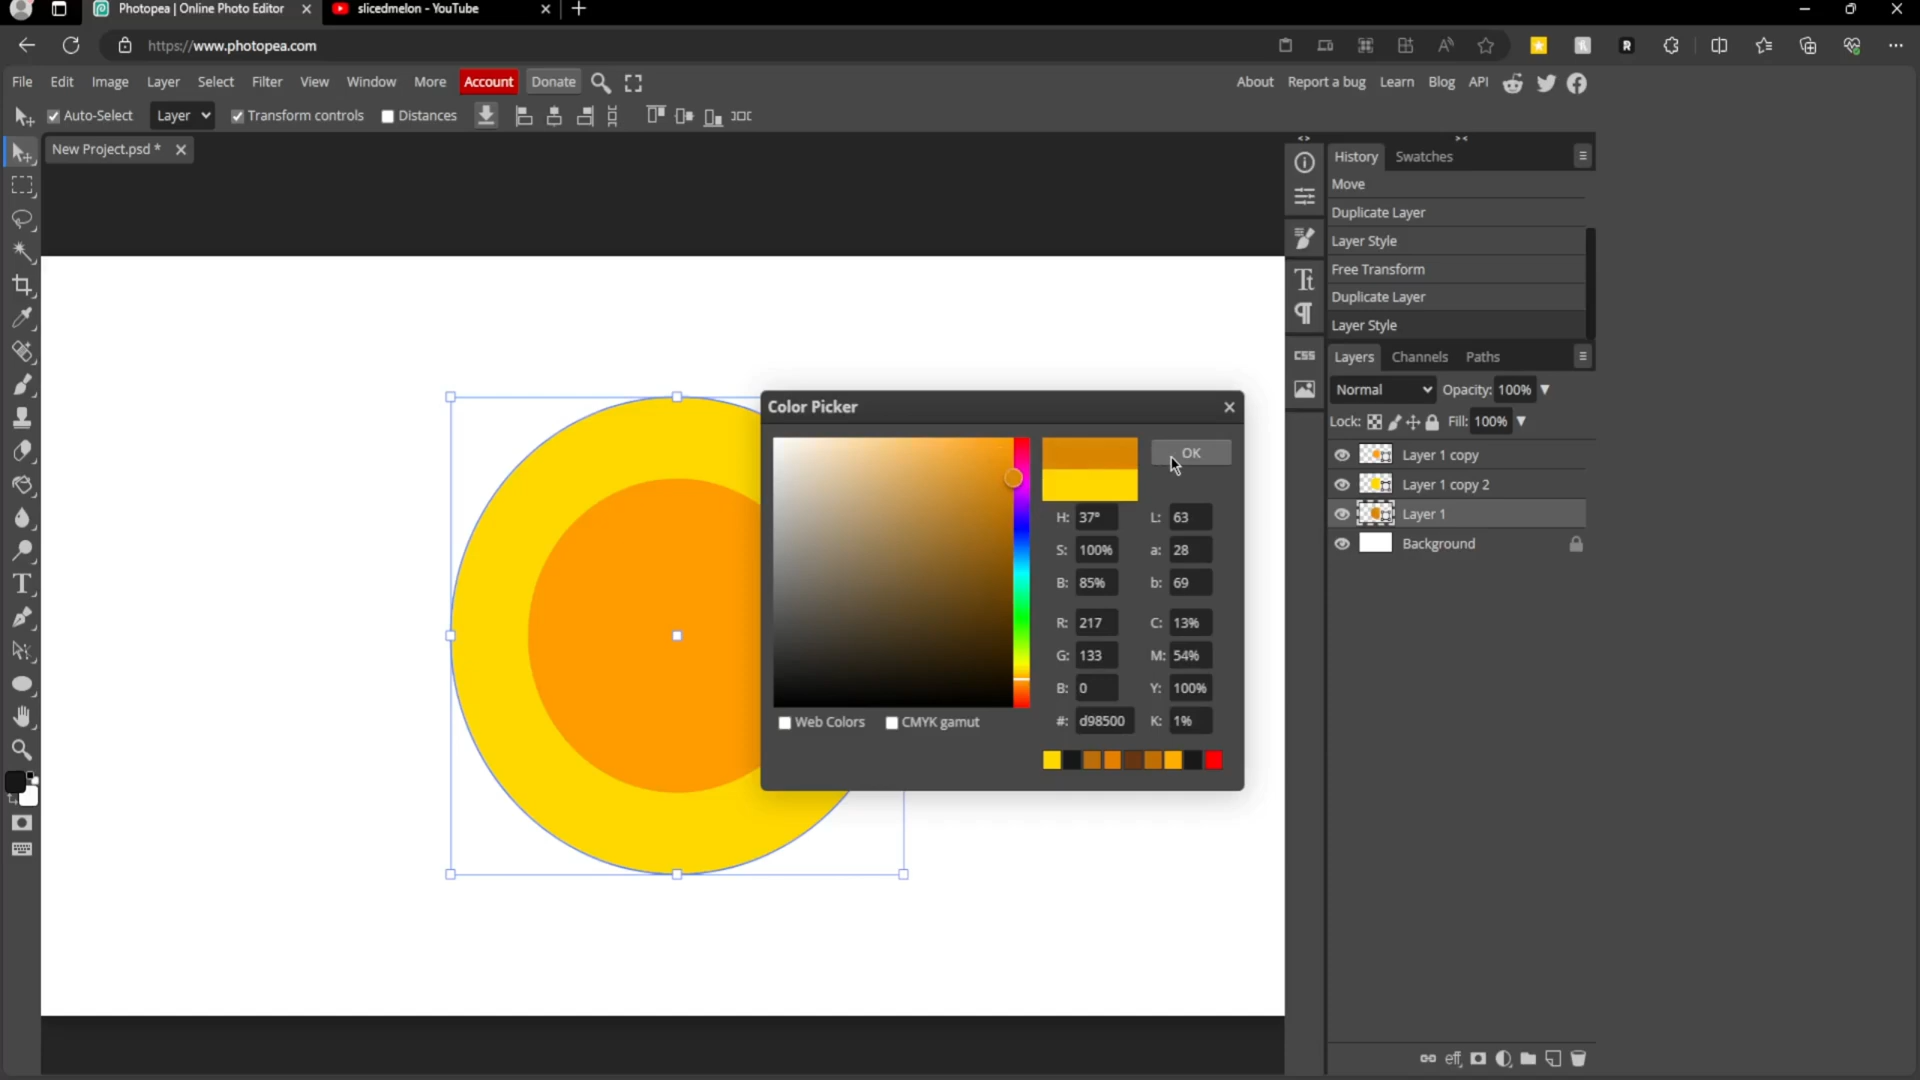 Photopea | Online Photo Editor
slicedmelon - YouTube
https://www.photopea.com
File Edit Image Layer Select Filter View Window More Account Donate
About Report a bug Learn Blog API
Auto-Select Layer Transform controls Distances
New Project.psd *
History Swatches
Move
Duplicate Layer
Layer Style
Free Transform
Duplicate Layer
Layer Style
CSS
Layers Channels Paths
Normal Opacity: 100%
Lock: Fill: 100%
Layer 1 copy
Layer 1 copy 2
Layer 1
Background
eff
Color Picker
OK
H: 37° L: 63
S: 100% a: 28
B: 85% b: 69
R: 217 C: 13%
G: 133 M: 54%
B: 0 Y: 100%
#: d98500 K: 1%
Web Colors CMYK gamut